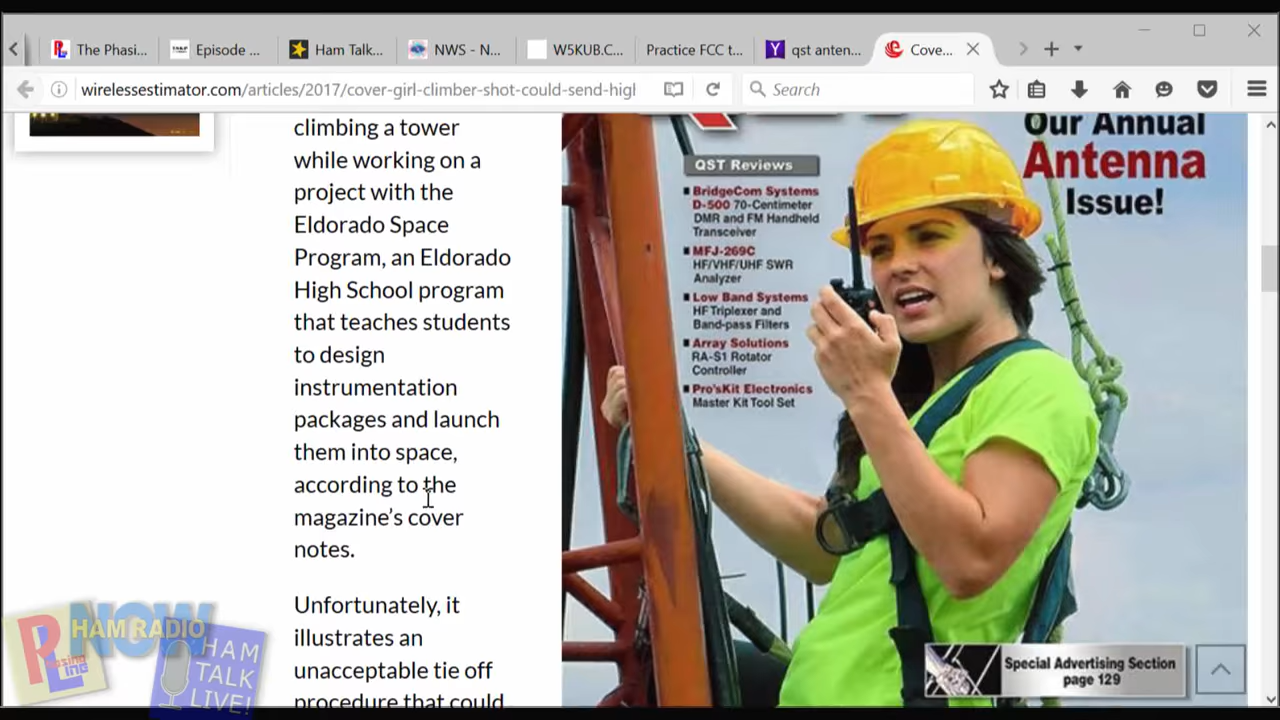 The Phasi...
Episode ...
Ham Talk...
NWS - N...
W5KUB.C...
Practice FCC t...
qst anten...
Cove...
wirelessestimator.com/articles/2017/cover-girl-climber-shot-could-send-higl
Search
climbing a tower
while working on a
project with the
Eldorado Space
Program, an Eldorado
High School program
that teaches students
to design
instrumentation
packages and launch
them into space,
according to the
magazine's cover
notes.
Unfortunately, it
illustrates an
unacceptable tie off
procedure that could
Our Annual
Antenna
Issue!
QST Reviews
BridgeCom Systems
D-500 70-Centimeter
DMR and FM Handheld
Transceiver
MFJ-269C
HF/VHF/UHF SWR
Analyzer
Low Band Systems
HF Triplexer and
Band-pass Filters
Array Solutions
RA-S1 Rotator
Controller
Pro'sKit Electronics
Master Kit Tool Set
Special Advertising Section
page 129
NOW
HAM RADIO
HAM
TALK
LIVE!